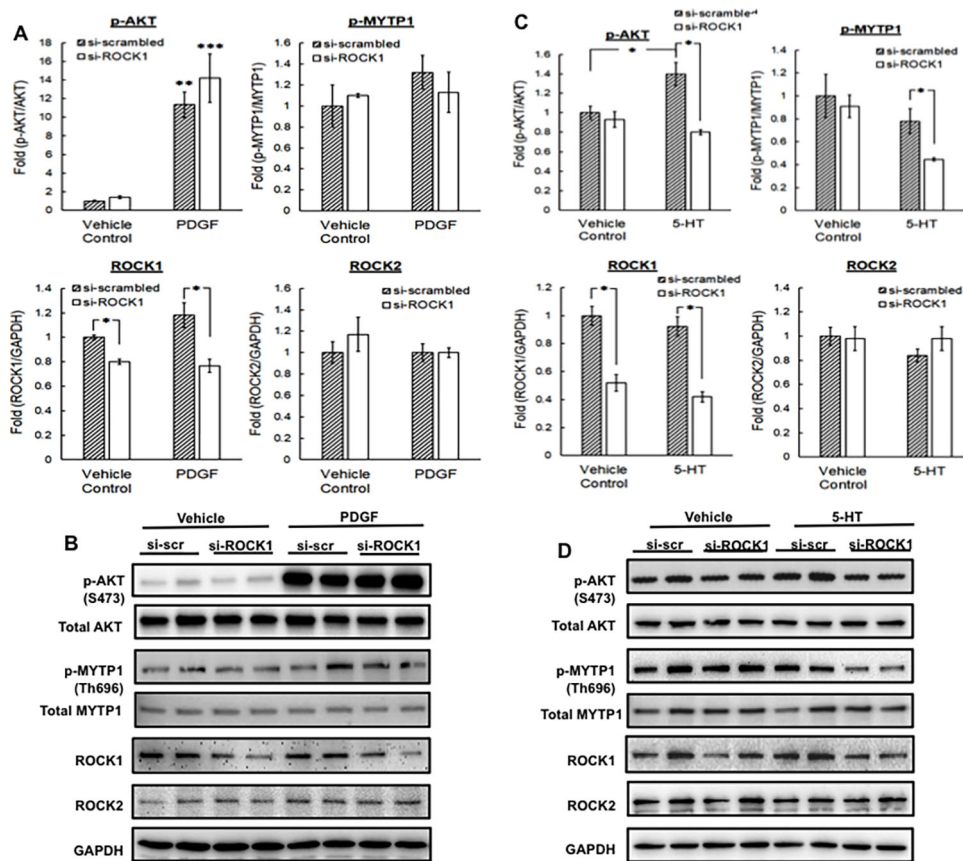 A
p-AKT
si-scrambled
si-ROCK1
Fold (p-AKT/AKT)
18
16
14
12
10
8
6
4
2
0
**
***
Vehicle
Control
PDGF
p-MYTP1
si-scrambled
si-ROCK1
Fold (p-MYTP1/MYTP1)
1.6
1.4
1.2
1
0.8
0.6
0.4
0.2
0
Vehicle
Control
PDGF
ROCK1
si-scrambled
si-ROCK1
Fold (ROCK1/GAPDH)
1.4
1.2
1
0.8
0.6
0.4
0.2
0
*
*
Vehicle
Control
PDGF
ROCK2
si-scrambled
si-ROCK1
Fold (ROCK2/GAPDH)
1.4
1.2
1
0.8
0.6
0.4
0.2
0
Vehicle
Control
PDGF
C
p-AKT
si-scrambled
si-ROCK1
Fold (p-AKT/AKT)
1.6
1.4
1.2
1
0.8
0.6
0.4
0.2
0
*
*
Vehicle
Control
5-HT
p-MYTP1
si-scrambled
si-ROCK1
Fold (p-MYTP1/MYTP1)
1.4
1.2
1
0.8
0.6
0.4
0.2
0
*
Vehicle
Control
5-HT
ROCK1
si-scrambled
si-ROCK1
Fold (ROCK1/GAPDH)
1.2
1
0.8
0.6
0.4
0.2
0
*
*
Vehicle
Control
5-HT
ROCK2
si-scrambled
si-ROCK1
Fold (ROCK2/GAPDH)
1.4
1.2
1
0.8
0.6
0.4
0.2
0
Vehicle
Control
5-HT
B
Vehicle
PDGF
si-scr
si-ROCK1
si-scr
si-ROCK1
p-AKT
(S473)
Total AKT
p-MYTP1
(Th696)
Total MYTP1
ROCK1
ROCK2
GAPDH
D
Vehicle
5-HT
si-scr
si-ROCK1
si-scr
si-ROCK1
p-AKT
(S473)
Total AKT
p-MYTP1
(Th696)
Total MYTP1
ROCK1
ROCK2
GAPDH